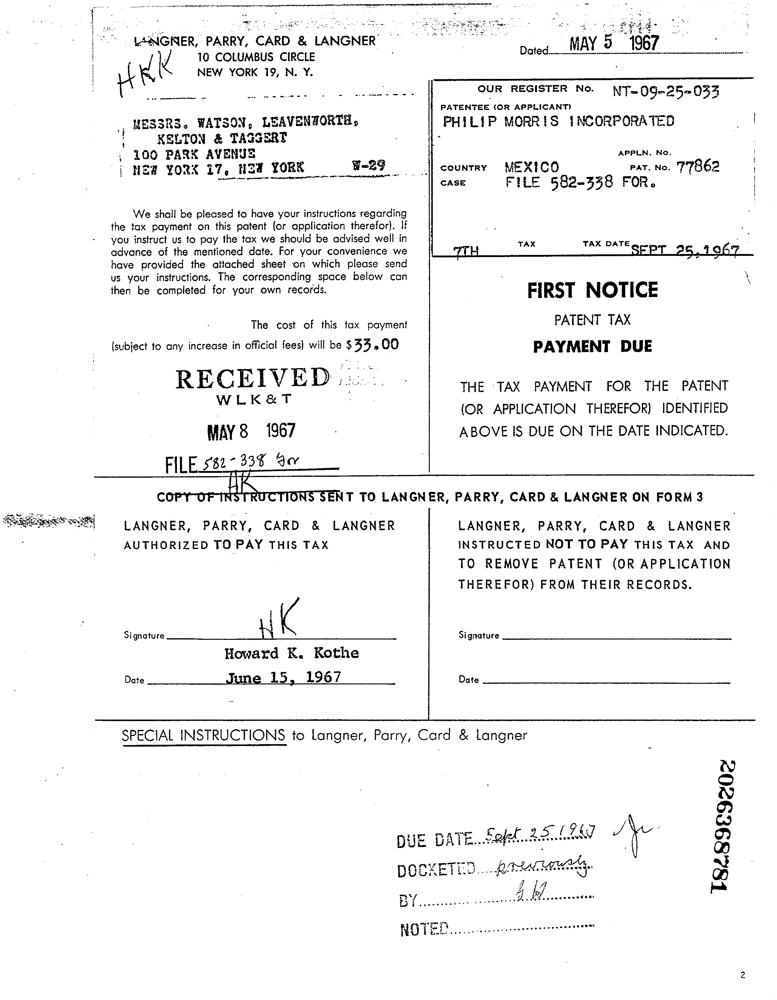 LANGNER, PARRY, CARD & LANGNER
10 COLUMBUS CIRCLE
NEW YORK 19, N. Y.
HKK
Dated MAY 5 1967
MESSRS. WATSON, LEAVENWORTH,
KELTON & TAGGERT
100 PARK AVENUE
NEW YORK 17, NEW YORK W-29
OUR REGISTER No. NT-09-25-033
PATENTEE (OR APPLICANT)
PHILIP MORRIS INCORPORATED
APPLN. No.
COUNTRY MEXICO PAT. No. 77862
CASE FILE 582-338 FOR.
7TH TAX TAX DATE SEPT 25,1967
We shall be pleased to have your instructions regarding
the tax payment on this patent (or application therefor). If
you instruct us to pay the tax we should be advised well in
advance of the mentioned date. For your convenience we
have provided the attached sheet on which please send
us your instructions. The corresponding space below can
then be completed for your own records.
The cost of this tax payment
(subject to any increase in official fees) will be $33.00
RECEIVED
WLK&T
MAY 8 1967
FILE 582-338 for
HK
FIRST NOTICE
PATENT TAX
PAYMENT DUE
THE TAX PAYMENT FOR THE PATENT
(OR APPLICATION THEREFOR) IDENTIFIED
ABOVE IS DUE ON THE DATE INDICATED.
COPY OF INSTRUCTIONS SENT TO LANGNER, PARRY, CARD & LANGNER ON FORM 3
LANGNER, PARRY, CARD & LANGNER
AUTHORIZED TO PAY THIS TAX
Signature HK
Howard K. Kothe
Date June 15, 1967
LANGNER, PARRY, CARD & LANGNER
INSTRUCTED NOT TO PAY THIS TAX AND
TO REMOVE PATENT (OR APPLICATION
THEREFOR) FROM THEIR RECORDS.
Signature
Date
SPECIAL INSTRUCTIONS to Langner, Parry, Card & Langner
DUE DATE Sept 25, 1967
DOCKETED previously
BY
NOTED
2026368781
2